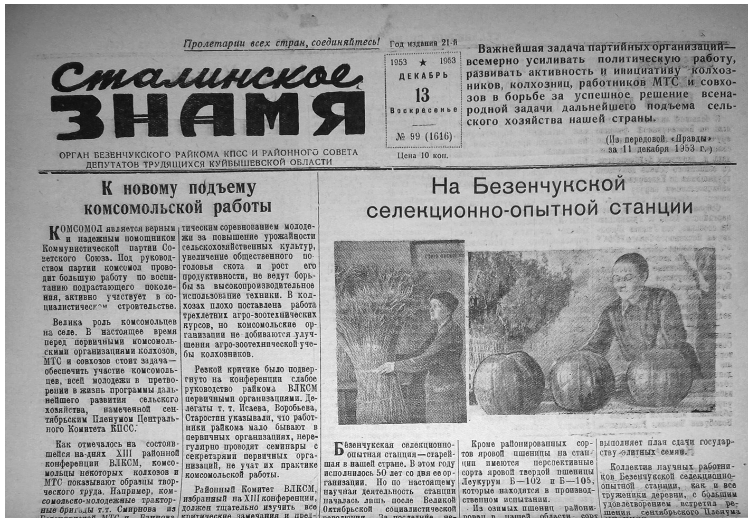 Пролетарии всех стран, соединяйтесь!
Сталинское
ЗНАМЯ
ОРГАН БЕЗЕНЧУКСКОГО РАЙКОМА КПСС И РАЙОННОГО СОВЕТА
ДЕПУТАТОВ ТРУДЯЩИХСЯ КУЙБЫШЕВСКОЙ ОБЛАСТИ
Год издания 21-й
1953 ★ 1953
ДЕКАБРЬ
13
Воскресенье
№ 99 (1616)
Цена 10 коп.
Важнейшая задача партийных организаций—
всемерно усиливать политическую работу,
развивать активность и инициативу колхоз-
ников, колхозниц, работников МТС и совхо-
зов в борьбе за успешное решение всена-
родной задачи дальнейшего подъема сель-
ского хозяйства нашей страны.
(Из передовой «Правды»
за 11 декабря 1953 г.)
К новому подъему
комсомольской работы
КОМСОМОЛ является верным
и надежным помощником
Коммунистической партии Со-
ветского Союза. Под руковод-
ством партии комсомол прово-
дит большую работу по воспи-
танию подрастающего поколе-
ния, активно участвует в со-
циалистическом строительстве.
Велика роль комсомольцев
на селе. В настоящее время
перед первичными комсомоль-
скими организациями колхозов,
МТС и совхозов стоит задача—
обеспечить участие комсомоль-
цев, всей молодежи в претворе-
нии в жизнь программы даль-
нейшего развития сельского
хозяйства, намеченной сен-
тябрьским Пленумом Централь-
ного Комитета КПСС.
Как отмечалось на состояв-
шейся на-днях XIII районной
конференции ВЛКСМ, комсо-
мольцы некоторых колхозов и
МТС показывают образцы твор-
ческого труда. Например, ком-
сомольско-молодежные трактор-
ные бригады т.т. Смирнова из
тическим соревнованием молоде-
жи за повышение урожайности
сельскохозяйственных культур,
увеличение общественного по-
головья скота и рост его
продуктивности, не ведут борь-
бы за высокопроизводительное
использование техники. В кол-
хозах плохо поставлена работа
трехлетних агро-зоотехнических
курсов, но комсомольские ор-
ганизации не добиваются улуч-
шения агро-зоотехнической уче-
бы колхозников.
Резкой критике было подверг-
нуто на конференции слабое
руководство райкома ВЛКСМ
первичными организациями. Де-
легаты т. т. Исаева, Воробьева,
Старостин указывали, что работ-
ники райкома мало бывают в
первичных организациях, нере-
гулярно проводят семинары с
секретарями первичных орга-
низаций, не учат их практике
комсомольской работы.
Районный Комитет ВЛКСМ,
избранный на XIII конференции,
должен тщательно изучить все
На Безенчукской
селекционно-опытной станции
Безенчукская селекционно-
опытная станция—старей-
шая в нашей стране. В этом году
исполнилось 50 лет со дня ее ор-
ганизации. Но по настоящему
научная деятельность станции
началась лишь после Великой
Октябрьской социалистической
Кроме районированных сор-
тов яровой пшеницы на стан-
ции имеются перспективные
сорта яровой твердой пшеницы
Леукурум Б—102 и Б—105,
которые находятся в производ-
ственном испытании.
Из озимых пшениц райони-
выполняет план сдачи государ-
ству элитных семян.
Коллектив научных работников
Безенчукской селекционно-
опытной станции, как и все
труженики деревни, с большим
удовлетворением встретил ре-
шения сентябрьского Пленума